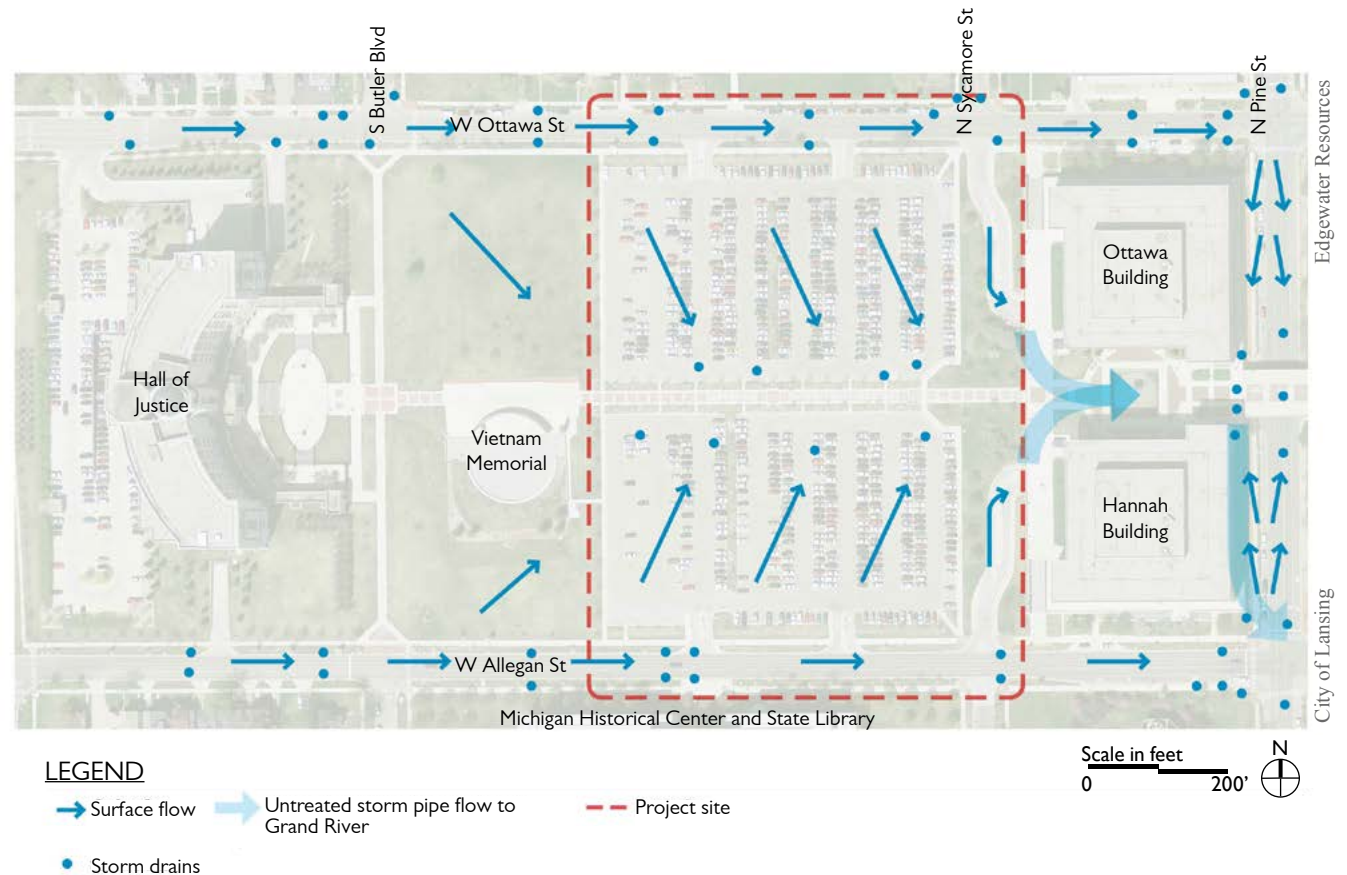 S Butler Blvd
N Sycamore St
N Pine St
W Ottawa St
Edgewater Resources
Ottawa
Building
Hall of
Justice
Vietnam
Memorial
Hannah
Building
W Allegan St
City of Lansing
Michigan Historical Center and State Library
LEGEND
Surface flow
Untreated storm pipe flow to
Grand River
Project site
Storm drains
Scale in feet
0 200'
N